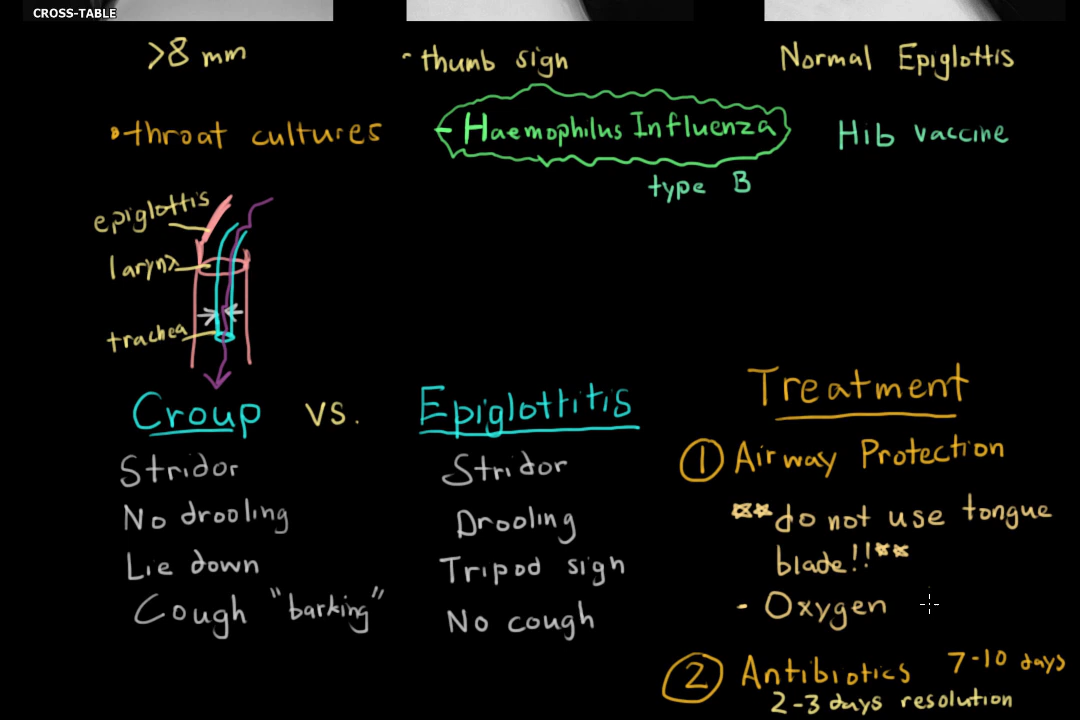 CROSS-TABLE
>8 mm
- thumb sign
Normal Epiglottis
• throat cultures
- Haemophilus Influenza
type B
Hib vaccine
epiglottis
larynx
trachea
Croup vs. Epiglottitis
Stridor
No drooling
Lie down
Cough "barking"
Stridor
Drooling
Tripod sign
No cough
Treatment
① Airway Protection
**do not use tongue
blade!!**
- Oxygen
② Antibiotics 7-10 days
2-3 days resolution